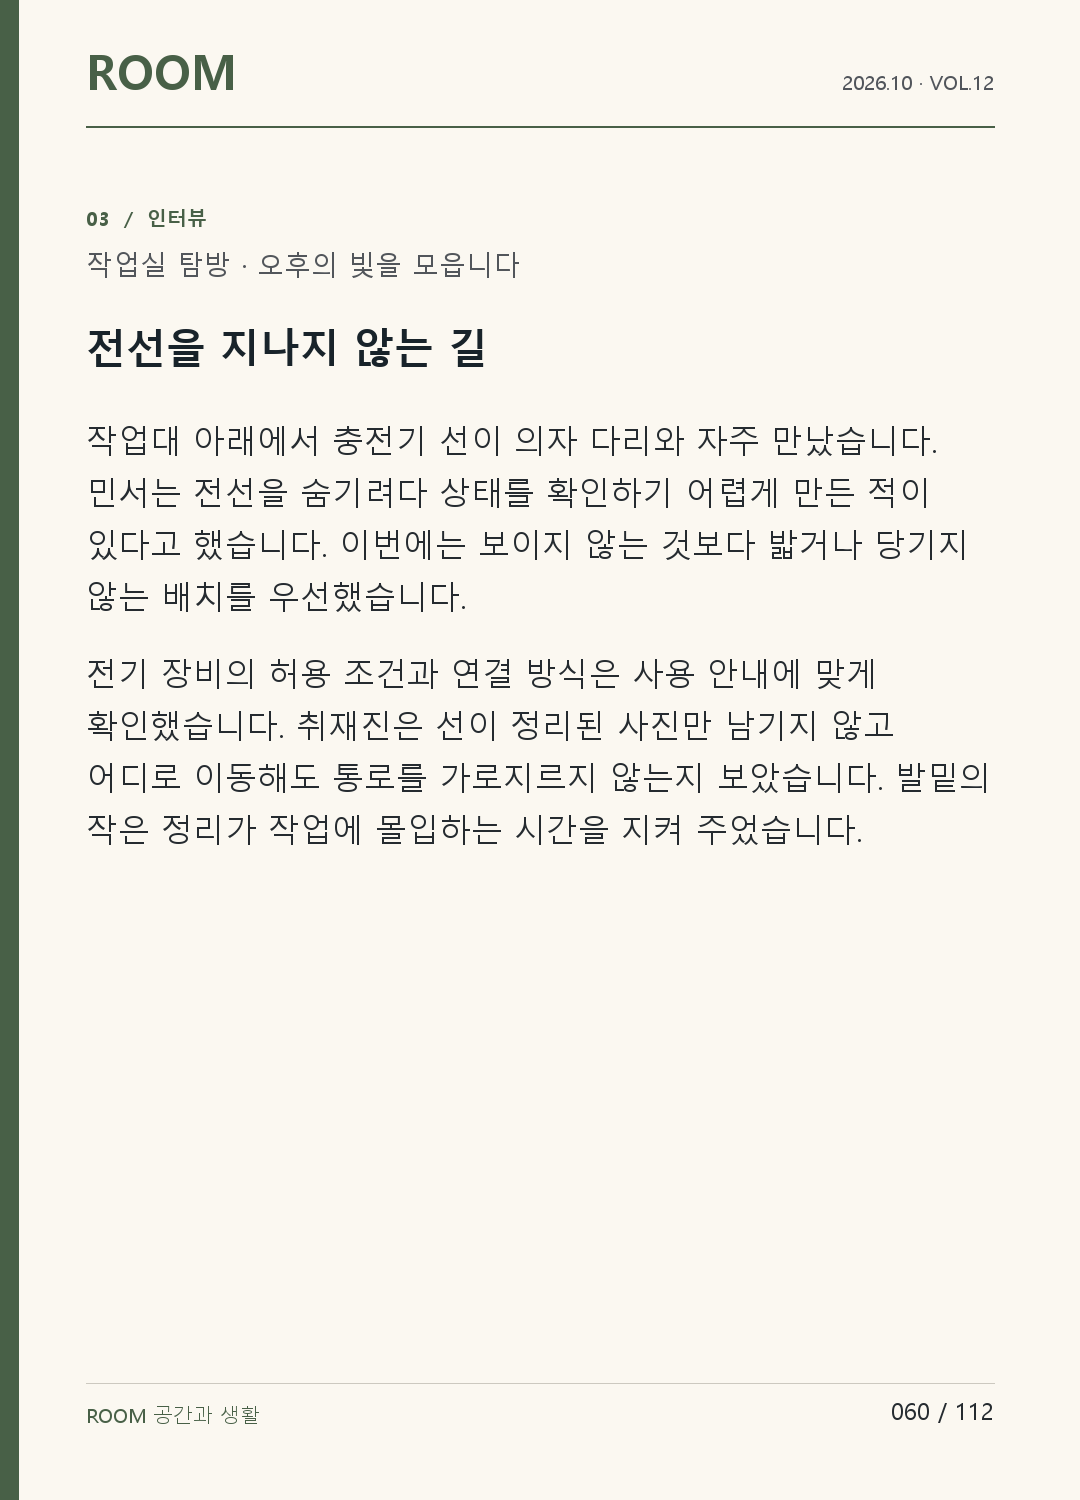 ROOM
2026.10 · VOL.12
03 / 인터뷰
작업실 탐방 · 오후의 빛을 모읍니다
전선을 지나지 않는 길
작업대 아래에서 충전기 선이 의자 다리와 자주 만났습니다.
민서는 전선을 숨기려다 상태를 확인하기 어렵게 만든 적이
있다고 했습니다. 이번에는 보이지 않는 것보다 밟거나 당기지
않는 배치를 우선했습니다.
전기 장비의 허용 조건과 연결 방식은 사용 안내에 맞게
확인했습니다. 취재진은 선이 정리된 사진만 남기지 않고
어디로 이동해도 통로를 가로지르지 않는지 보았습니다. 발밑의
작은 정리가 작업에 몰입하는 시간을 지켜 주었습니다.
ROOM 공간과 생활
060 / 112